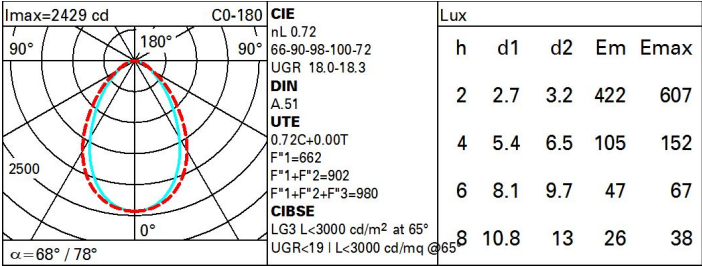 Imax=2429 cd C0-180
90° 180° 90°
2500
0°
α=68° / 78°
CIE
nL 0.72
66-90-98-100-72
UGR 18.0-18.3
DIN
A.51
UTE
0.72C+0.00T
F"1=662
F"1+F"2=902
F"1+F"2+F"3=980
CIBSE
LG3 L<3000 cd/m² at 65°
UGR<19 | L<3000 cd/mq @65°
Lux
h d1 d2 Em Emax
2 2.7 3.2 422 607
4 5.4 6.5 105 152
6 8.1 9.7 47 67
8 10.8 13 26 38